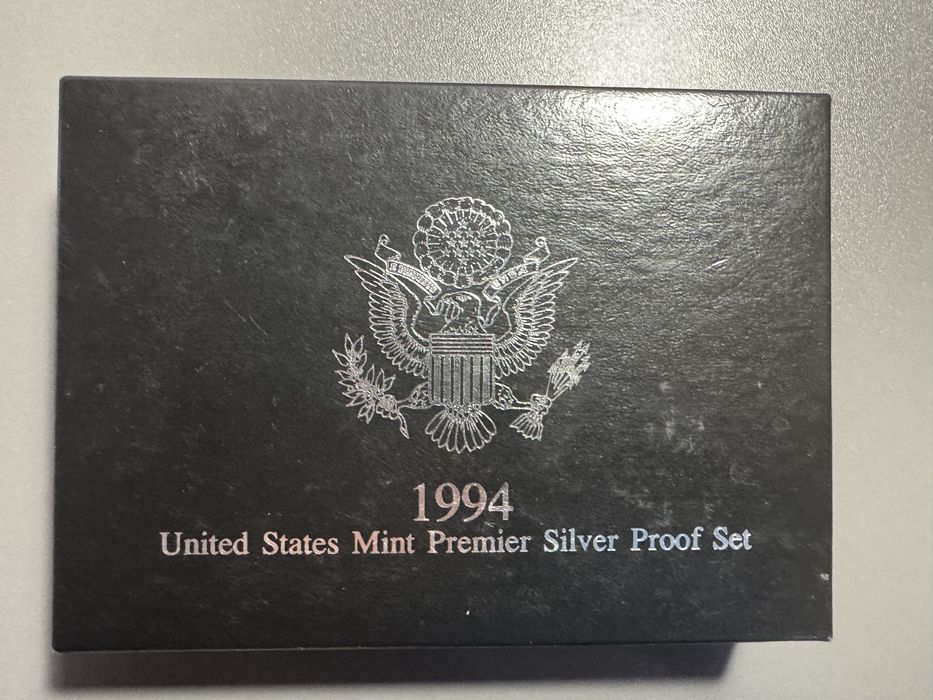 1994
United States Mint Premier Silver Proof Set